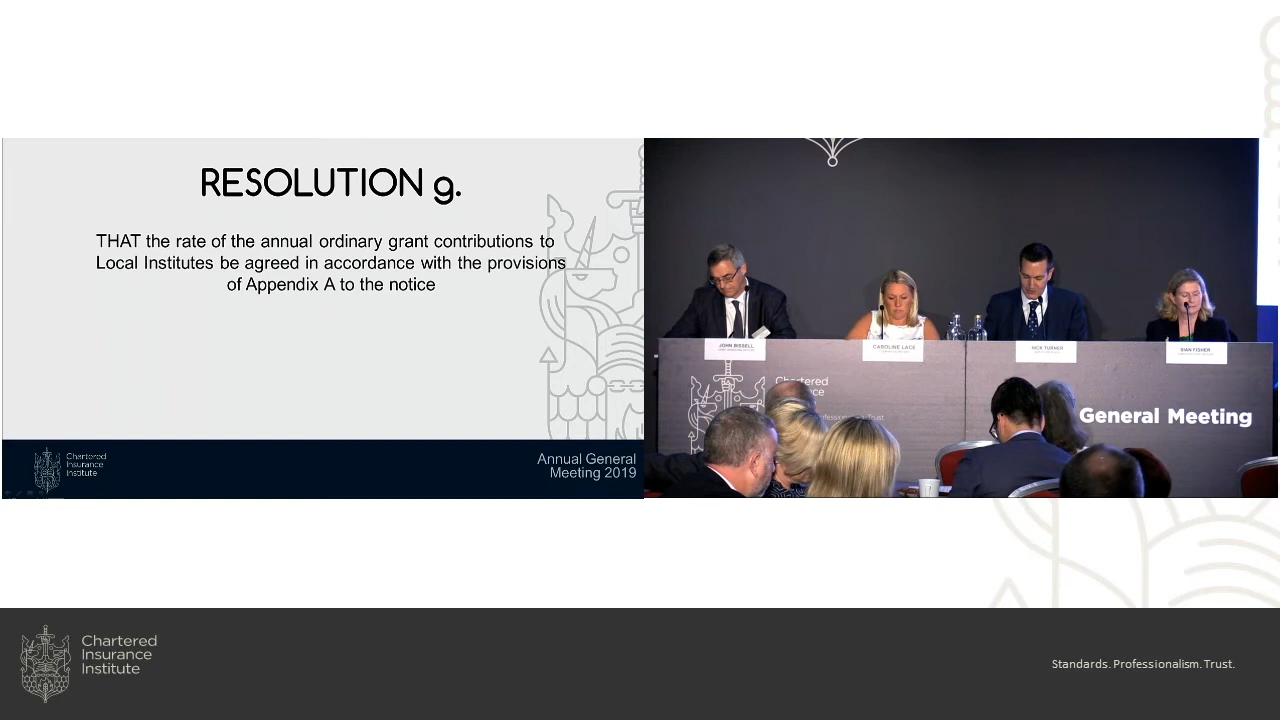 RESOLUTION g.
THAT the rate of the annual ordinary grant contributions to
Local Institutes be agreed in accordance with the provisions
of Appendix A to the notice
Chartered
Insurance
Institute
Annual General
Meeting 2019
JOHN BISSELL
CAROLINE LACE
NICK TURNER
SIAN FISHER
Chartered
General Meeting
Chartered
Insurance
Institute
Standards. Professionalism. Trust.